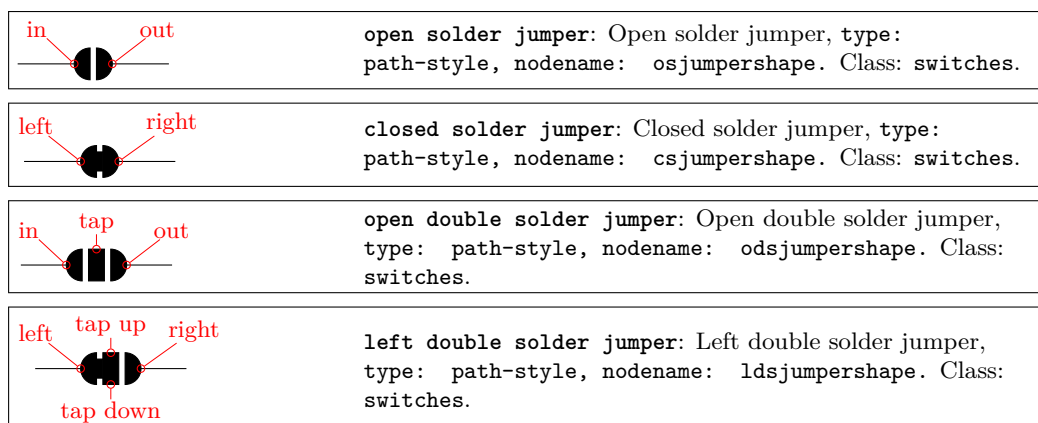 in out
open solder jumper: Open solder jumper, type:
path-style, nodename: osjumpershape. Class: switches.
left right
closed solder jumper: Closed solder jumper, type:
path-style, nodename: csjumpershape. Class: switches.
in tap out
open double solder jumper: Open double solder jumper,
type: path-style, nodename: odsjumpershape. Class:
switches.
left tap up right
tap down
left double solder jumper: Left double solder jumper,
type: path-style, nodename: ldsjumpershape. Class:
switches.